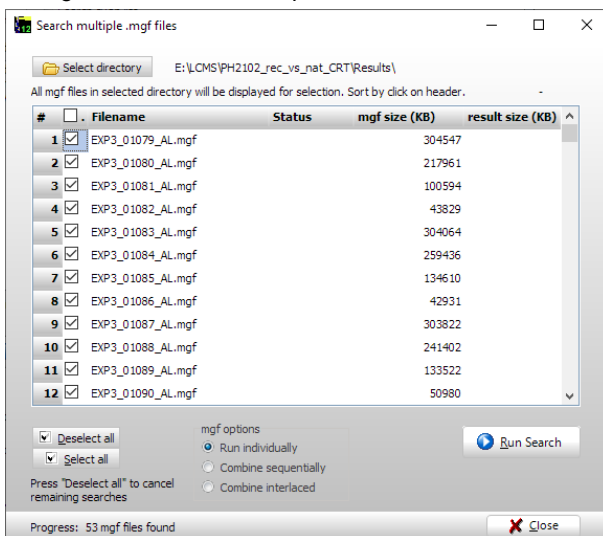 Search multiple .mgf files
Select directory E:\LCMS\PH2102_rec_vs_nat_CRT\Results\
All mgf files in selected directory will be displayed for selection. Sort by click on header. -
# . Filename Status mgf size (KB) result size (KB)
1 EXP3_01079_AL.mgf 304547
2 EXP3_01080_AL.mgf 217961
3 EXP3_01081_AL.mgf 100594
4 EXP3_01082_AL.mgf 43829
5 EXP3_01083_AL.mgf 304064
6 EXP3_01084_AL.mgf 259436
7 EXP3_01085_AL.mgf 134610
8 EXP3_01086_AL.mgf 42931
9 EXP3_01087_AL.mgf 303822
10 EXP3_01088_AL.mgf 241402
11 EXP3_01089_AL.mgf 133522
12 EXP3_01090_AL.mgf 50980
Deselect all
Select all
Press "Deselect all" to cancel
remaining searches
mgf options
Run individually
Combine sequentially
Combine interlaced
Run Search
Progress: 53 mgf files found
Close